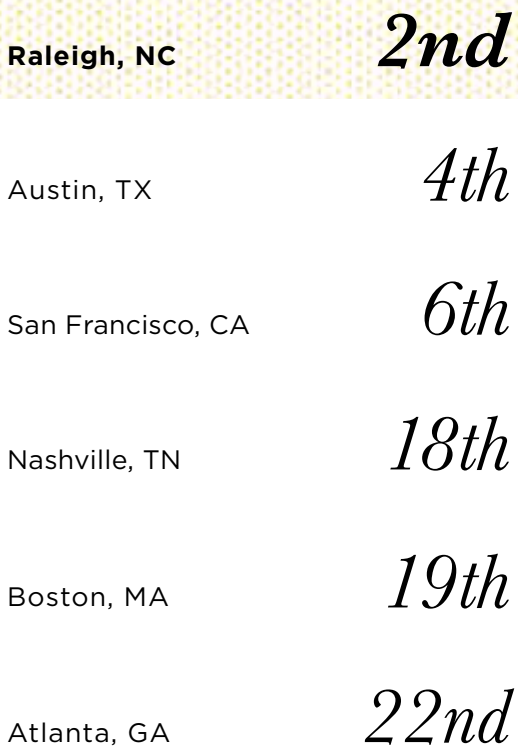 Raleigh, NC 2nd
Austin, TX 4th
San Francisco, CA 6th
Nashville, TN 18th
Boston, MA 19th
Atlanta, GA 22nd